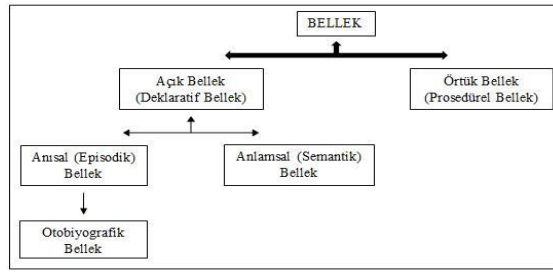 BELLEK
Açık Bellek
(Deklaratif Bellek)
Örtük Bellek
(Prosedürel Bellek)
Anısal (Episodik)
Bellek
Anlamsal (Semantik)
Bellek
Otobiyografik
Bellek